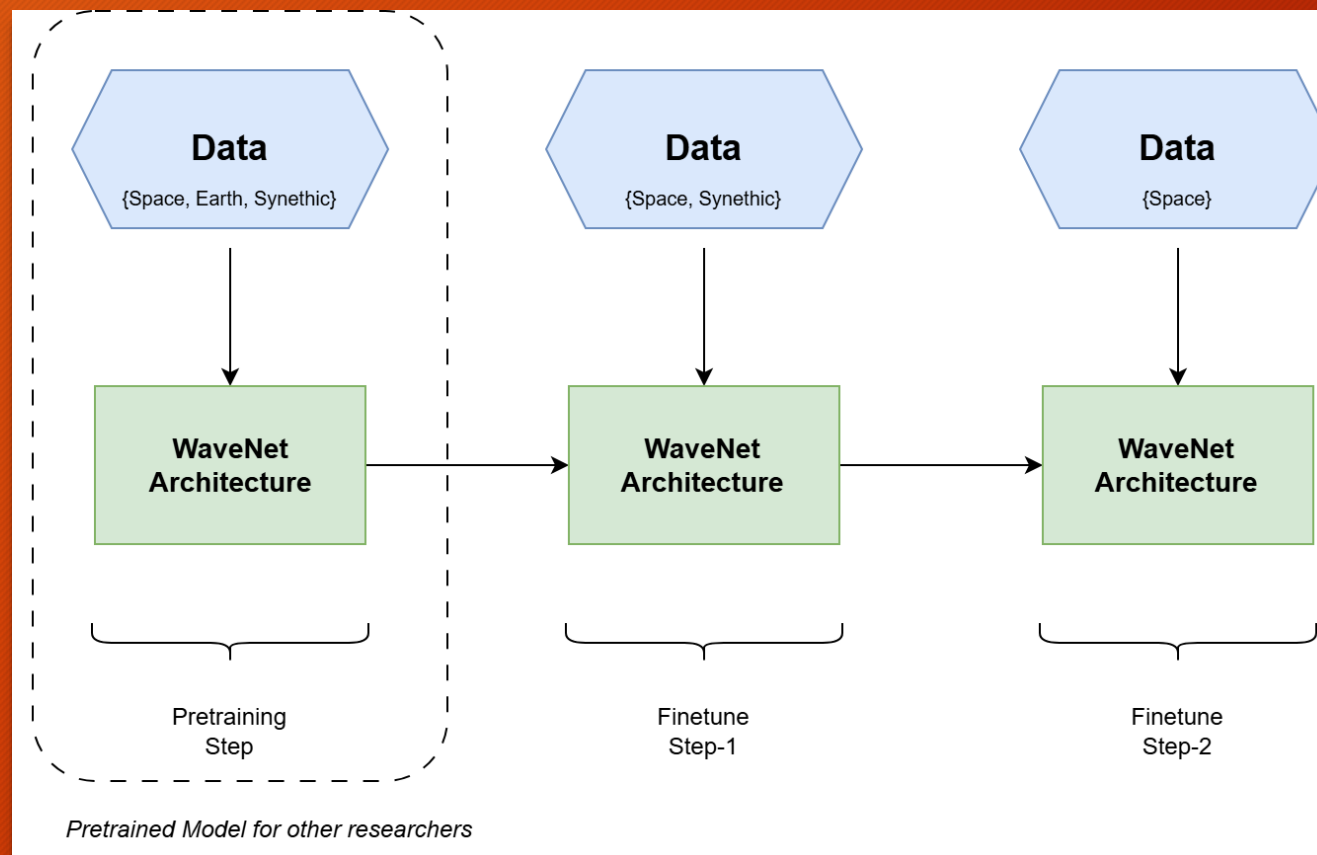 Data
{Space, Earth, Synethic}
Data
{Space, Synethic}
Data
{Space}
WaveNet
Architecture
WaveNet
Architecture
WaveNet
Architecture
Pretraining
Step
Finetune
Step-1
Finetune
Step-2
Pretrained Model for other researchers